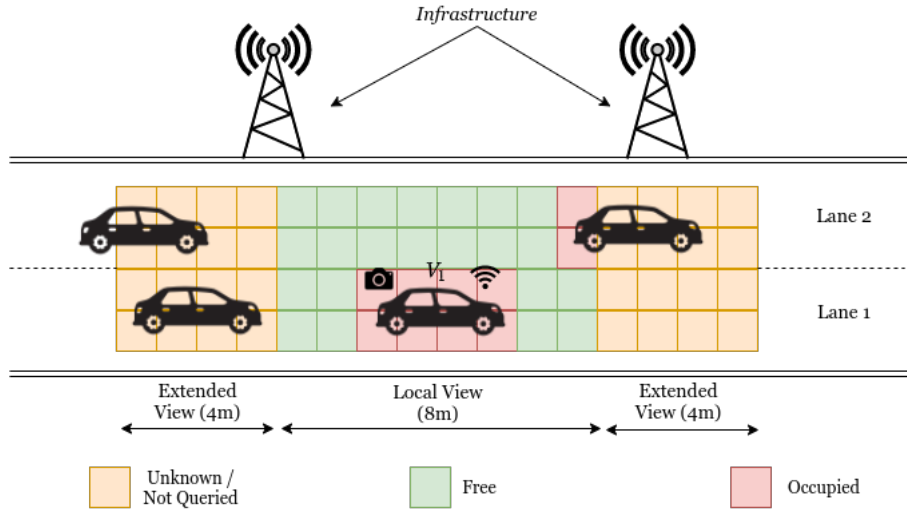 Infrastructure
Lane 2
V1
Lane 1
Extended
View (4m)
Local View
(8m)
Extended
View (4m)
Unknown /
Not Queried
Free
Occupied